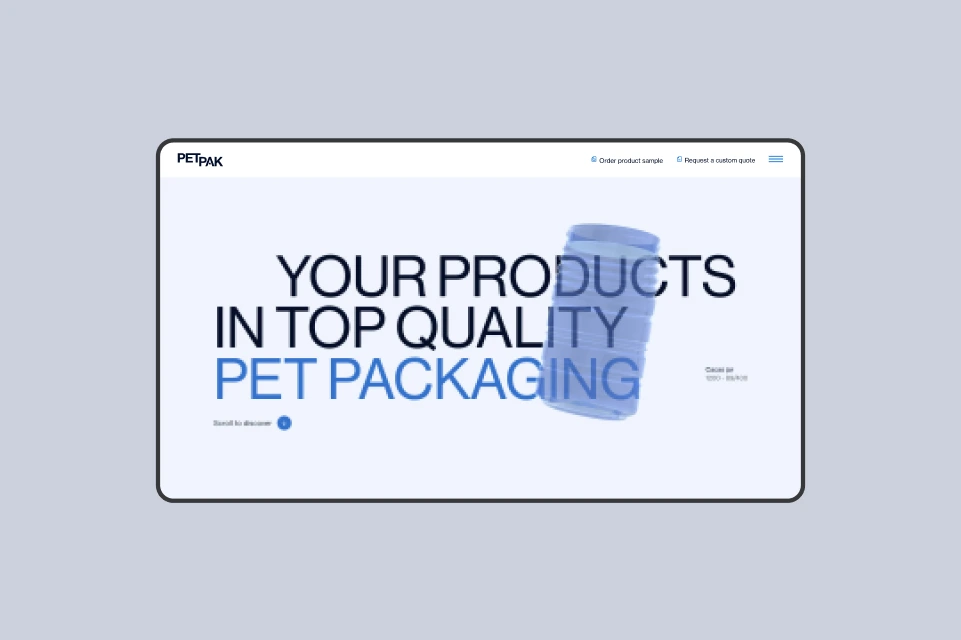 PETPAK
Order product sample
Request a custom quote
YOUR PRODUCTS
IN TOP QUALITY
PET PACKAGING
Scroll to discover